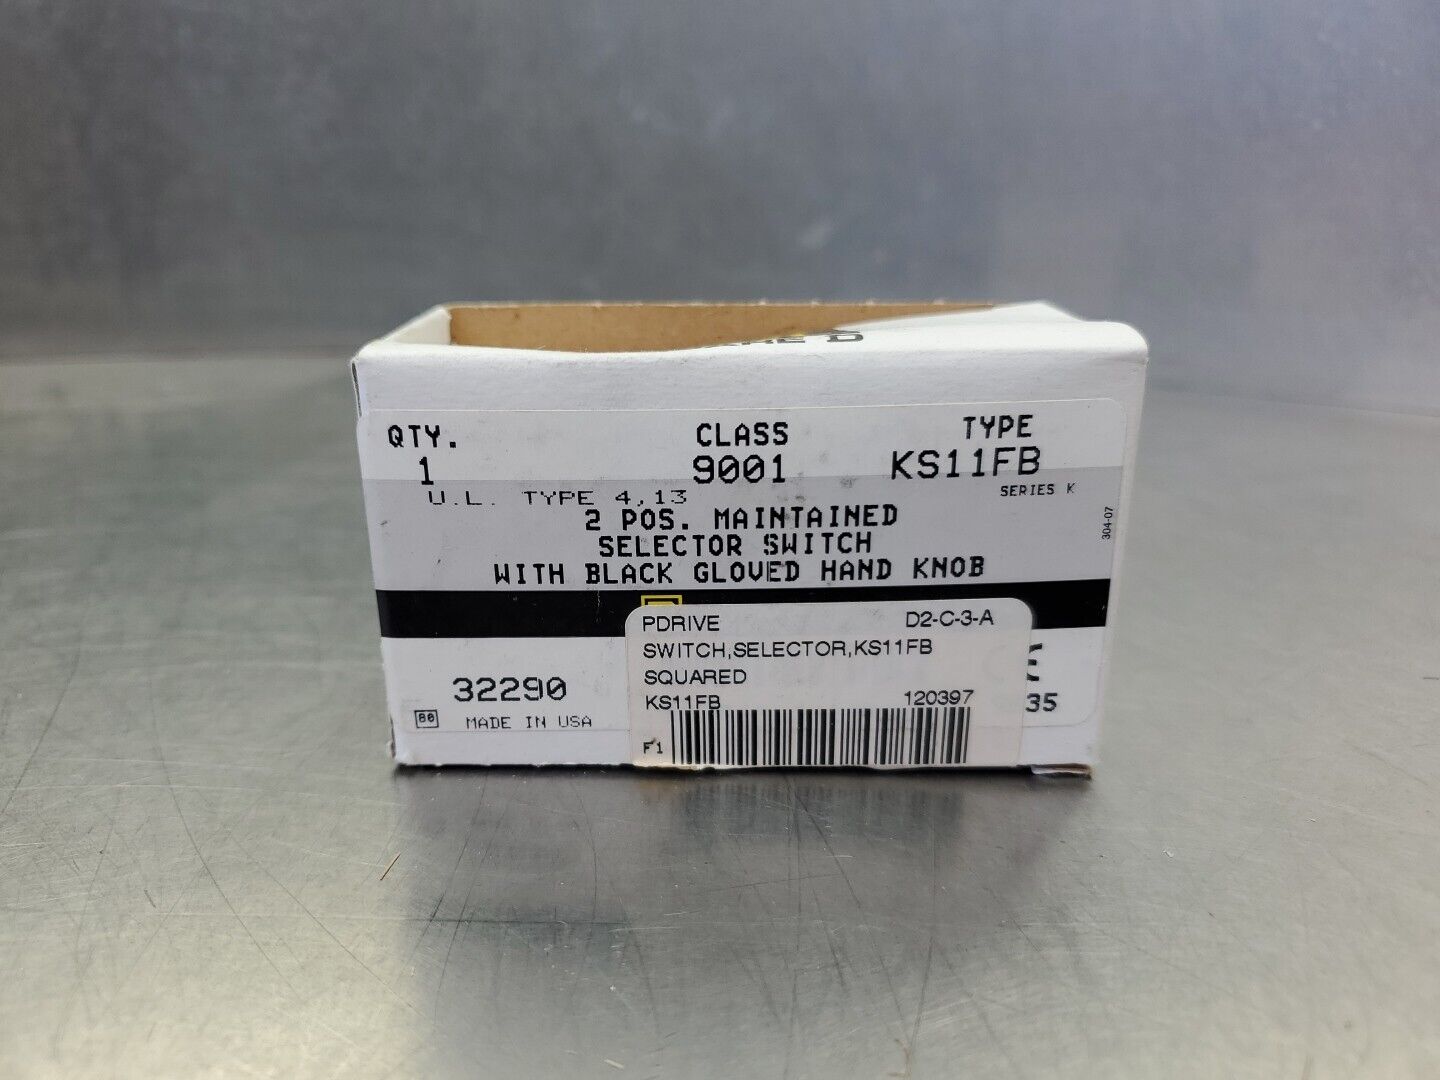 D
QTY. CLASS TYPE
1 9001 KS11FB
U.L. TYPE 4,13 SERIES K
2 POS. MAINTAINED
SELECTOR SWITCH
WITH BLACK GLOVED HAND KNOB
304-07
PDRIVE D2-C-3-A
SWITCH,SELECTOR,KS11FB
SQUARED
KS11FB 120397
F1
32290
MADE IN USA
CE
35